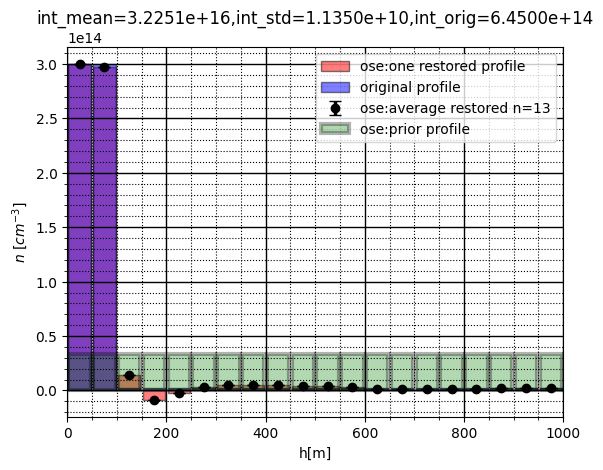 int_mean=3.2251e+16,int_std=1.1350e+10,int_orig=6.4500e+14
1e14
ose:one restored profile
original profile
ose:average restored n=13
ose:prior profile
3.0
2.5
2.0
1.5
1.0
0.5
0.0
n [cm⁻³]
0 200 400 600 800 1000
h[m]